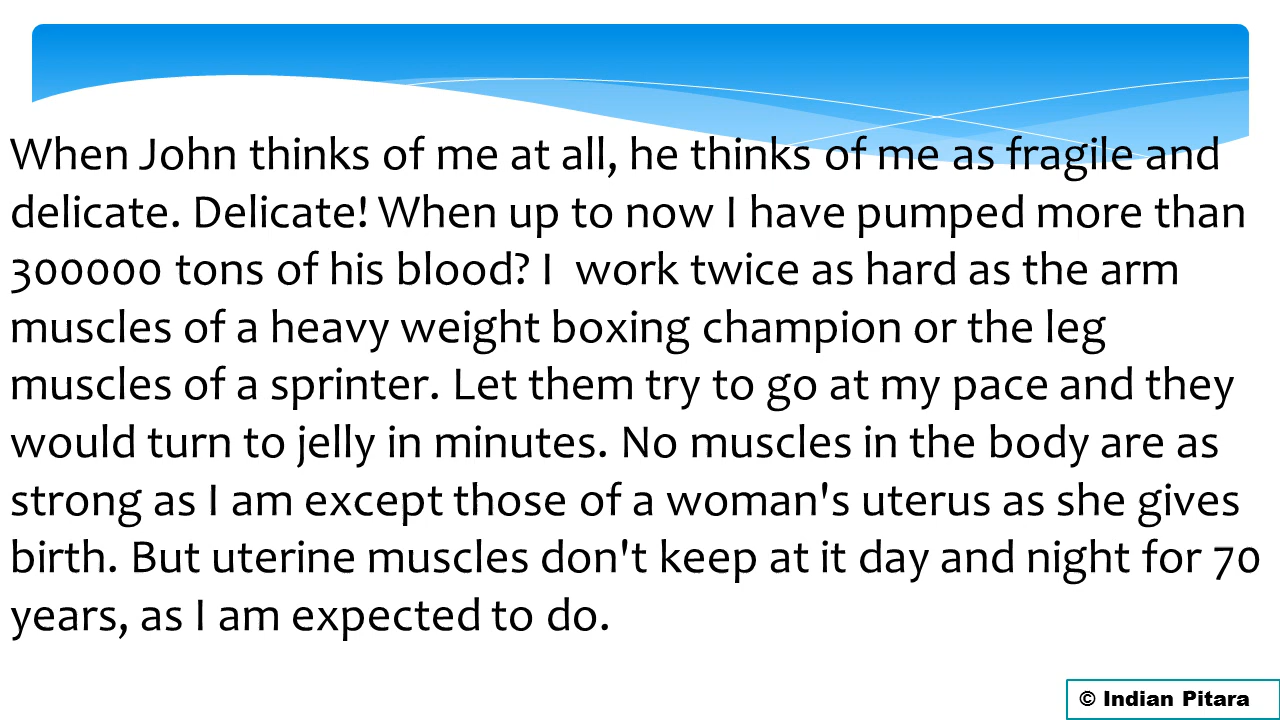 When John thinks of me at all, he thinks of me as fragile and
delicate. Delicate! When up to now I have pumped more than
300000 tons of his blood? I  work twice as hard as the arm
muscles of a heavy weight boxing champion or the leg
muscles of a sprinter. Let them try to go at my pace and they
would turn to jelly in minutes. No muscles in the body are as
strong as I am except those of a woman's uterus as she gives
birth. But uterine muscles don't keep at it day and night for 70
years, as I am expected to do.
© Indian Pitara